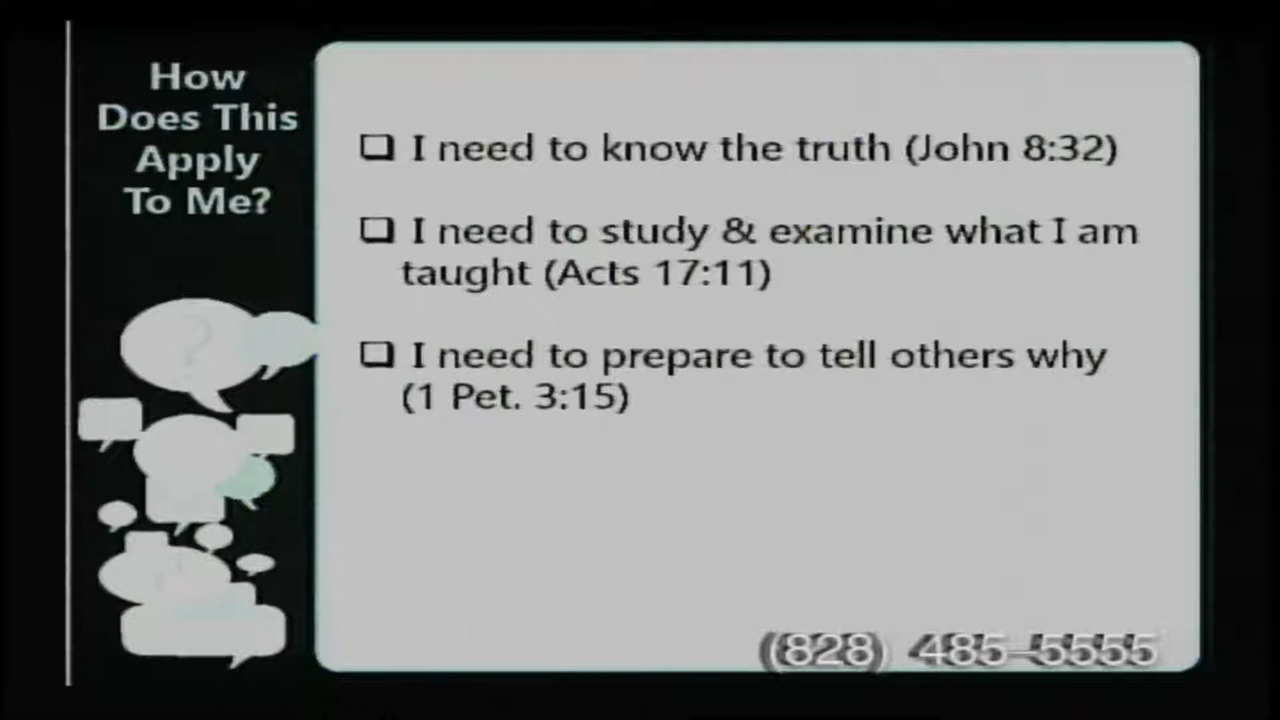 How
Does This
Apply
To Me?
❑ I need to know the truth (John 8:32)
❑ I need to study & examine what I am
taught (Acts 17:11)
❑ I need to prepare to tell others why
(1 Pet. 3:15)
?
(828) 485-5555